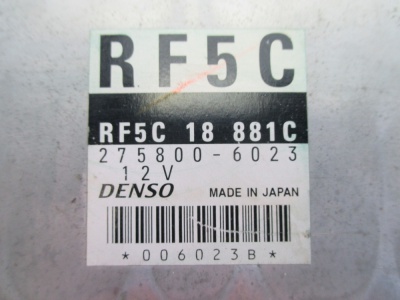 RF5C
RF5C 18 881C
275800-6023
12V
DENSO MADE IN JAPAN
*006023B*